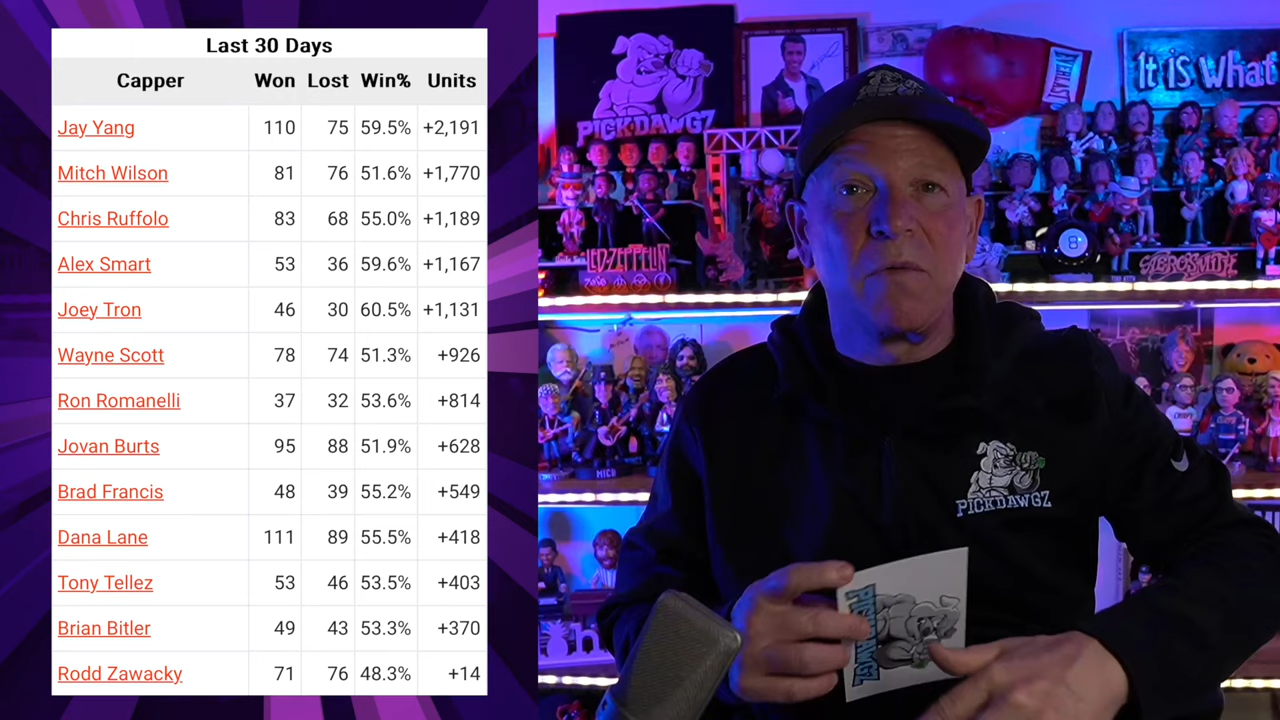 Last 30 Days
Capper Won Lost Win% Units
Jay Yang 110 75 59.5% +2,191
Mitch Wilson 81 76 51.6% +1,770
Chris Ruffolo 83 68 55.0% +1,189
Alex Smart 53 36 59.6% +1,167
Joey Tron 46 30 60.5% +1,131
Wayne Scott 78 74 51.3% +926
Ron Romanelli 37 32 53.6% +814
Jovan Burts 95 88 51.9% +628
Brad Francis 48 39 55.2% +549
Dana Lane 111 89 55.5% +418
Tony Tellez 53 46 53.5% +403
Brian Bitler 49 43 53.3% +370
Rodd Zawacky 71 76 48.3% +14
PICKDAWGZ
EVERLAST
It is what
LED-ZEPPELIN
8
AEROSMITH
MICK
PICKDAWGZ
PICKDAWGZ